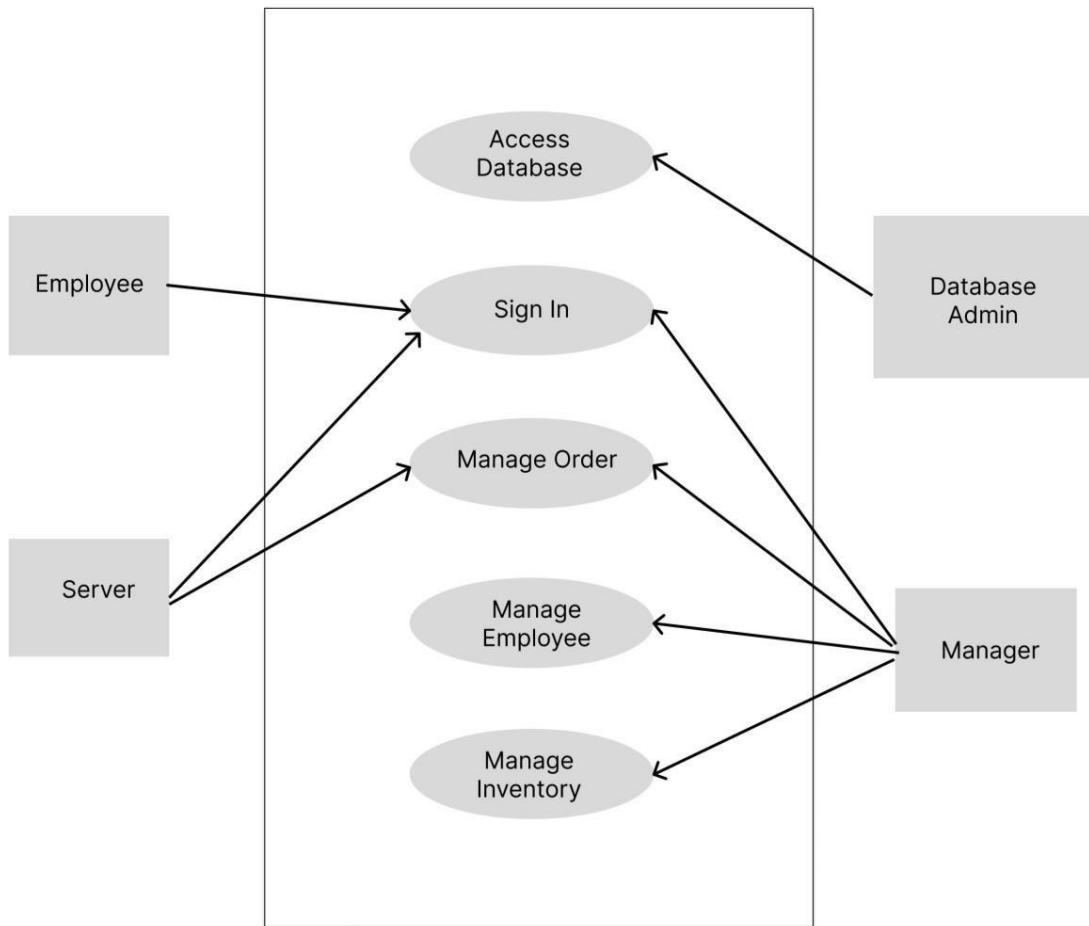 Access
Database
Employee
Sign In
Database
Admin
Manage Order
Server
Manage
Employee
Manager
Manage
Inventory